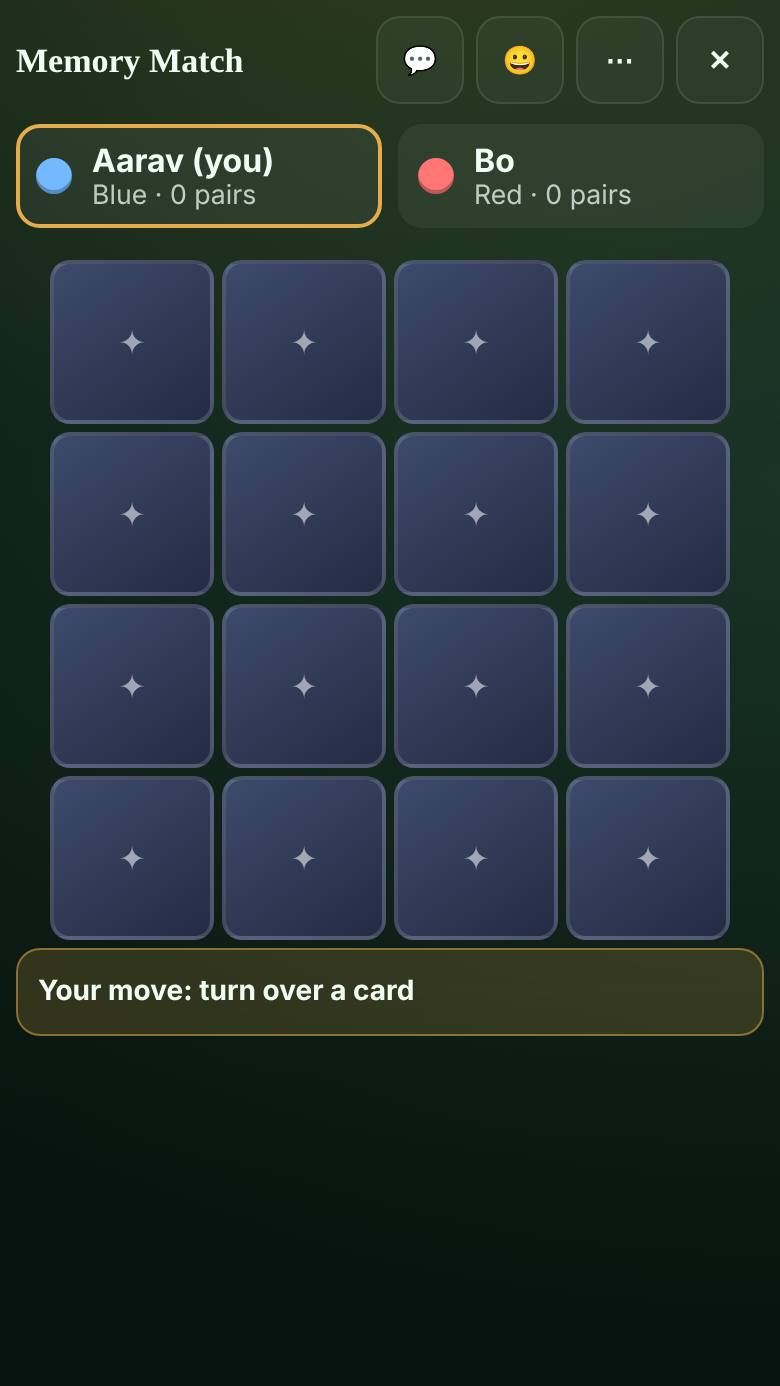 Memory Match
Aarav (you)
Blue · 0 pairs
Bo
Red · 0 pairs
Your move: turn over a card